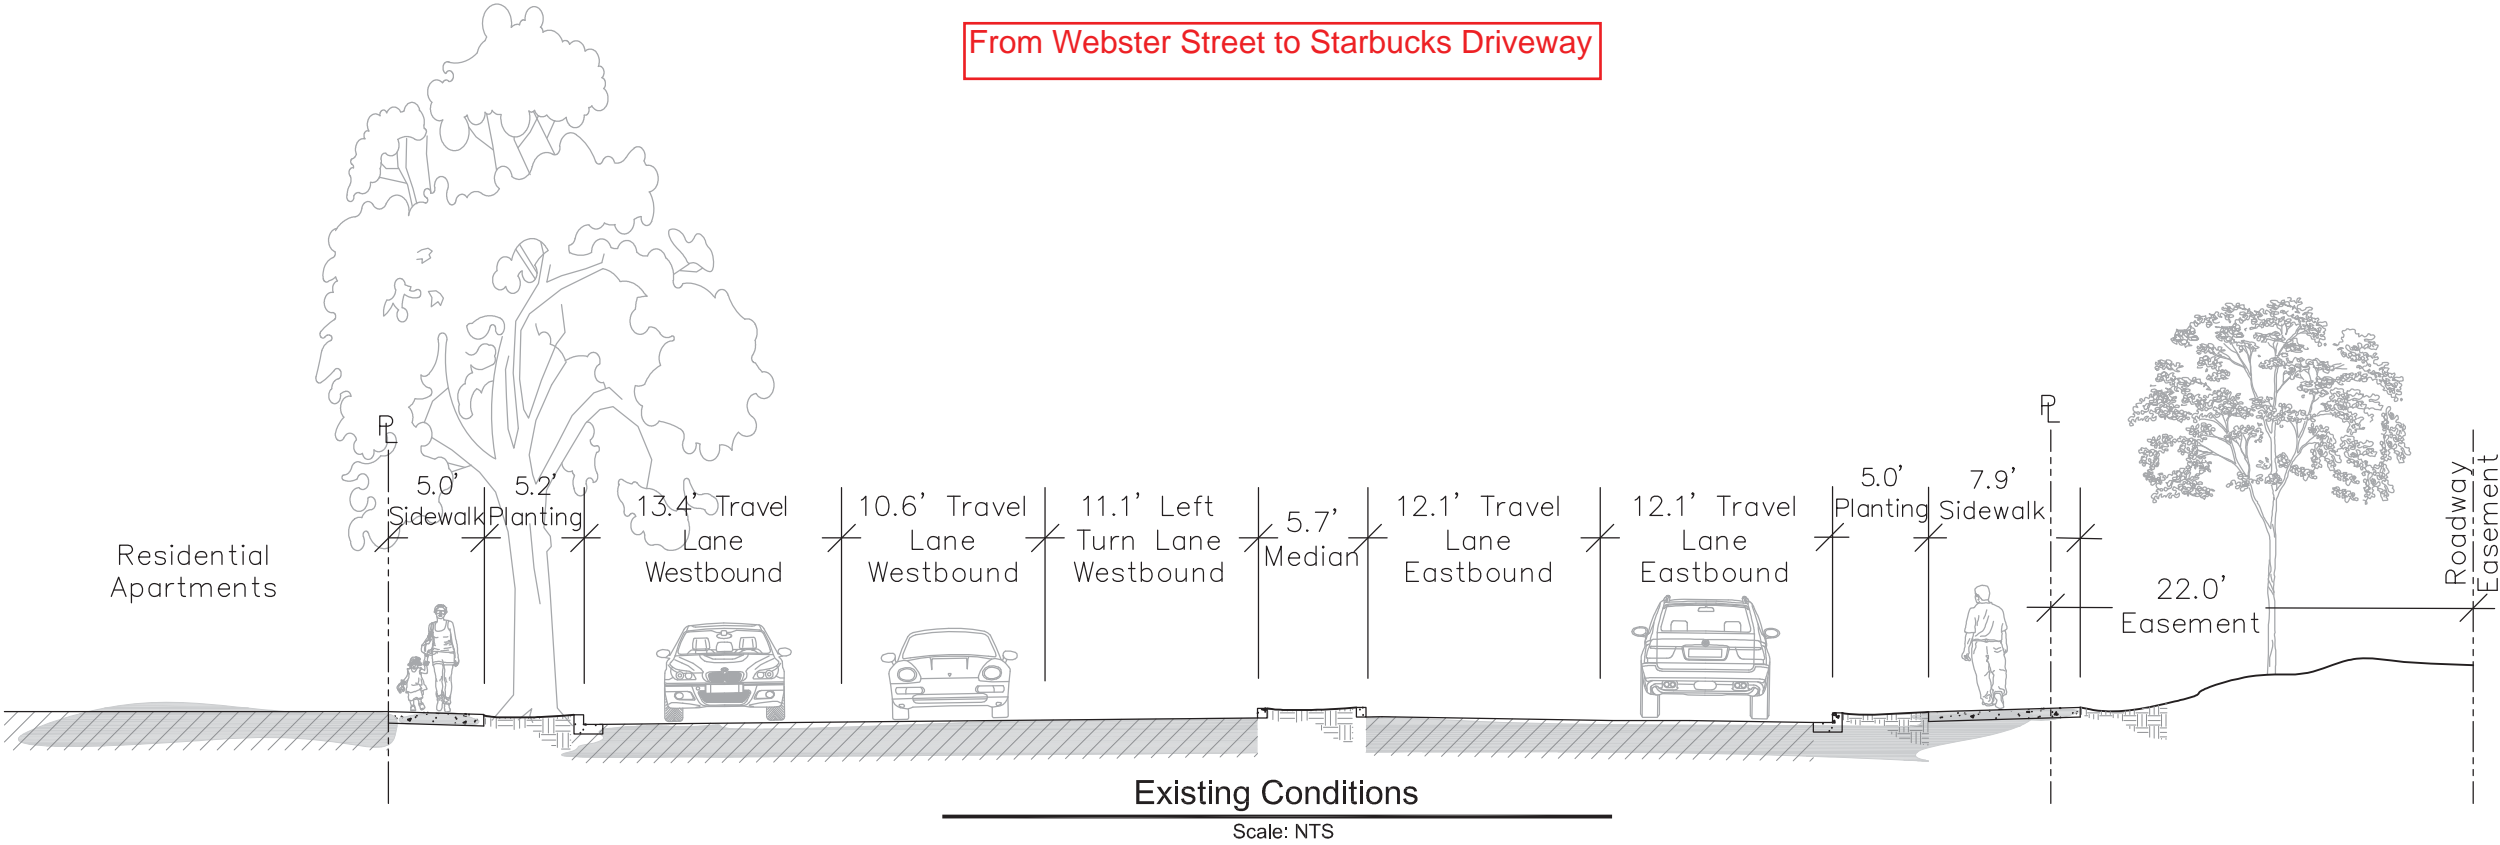 From Webster Street to Starbucks Driveway
PL
PL
5.0'
Sidewalk
5.2'
Planting
13.4' Travel
Lane
Westbound
10.6' Travel
Lane
Westbound
11.1' Left
Turn Lane
Westbound
5.7'
Median
12.1' Travel
Lane
Eastbound
12.1' Travel
Lane
Eastbound
5.0'
Planting
7.9'
Sidewalk
Roadway
Easement
Residential
Apartments
22.0'
Easement
Existing Conditions
Scale: NTS